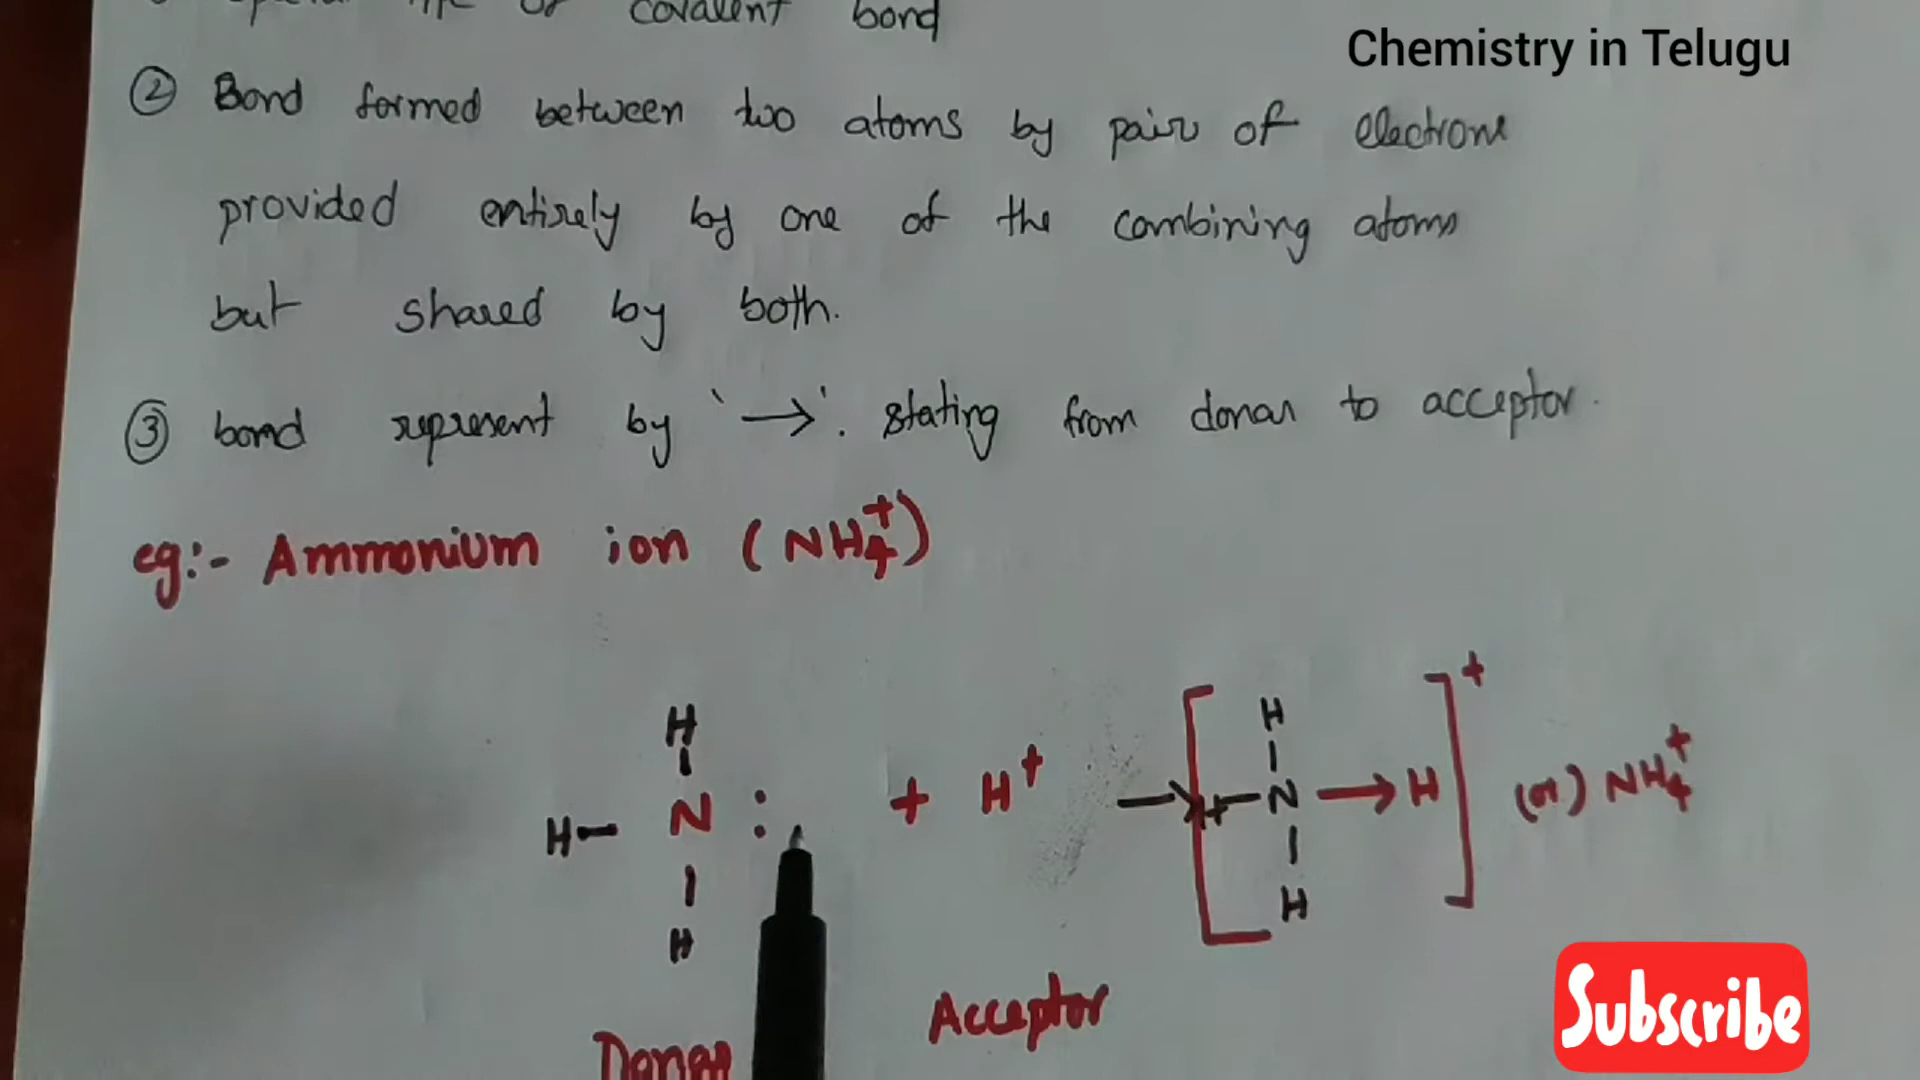 covalent bond
Chemistry in Telugu
② Bond formed between two atoms by pair of electrons
provided entirely by one of the combining atoms
but shared by both.
③ bond represent by '→'. stating from donar to acceptor.
eg:- Ammonium ion (NH4+)
H
H - N : + H+ → [H-N→H]+ (or) NH4+
H
H
H
Donar
Acceptor
Subscribe